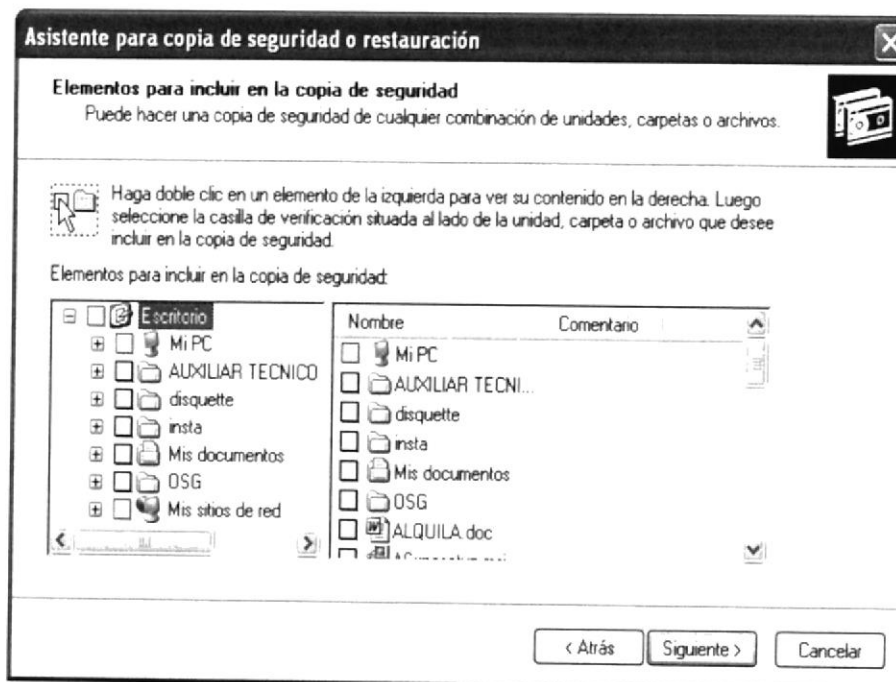 Asistente para copia de seguridad o restauración
Elementos para incluir en la copia de seguridad
Puede hacer una copia de seguridad de cualquier combinación de unidades, carpetas o archivos.
Haga doble clic en un elemento de la izquierda para ver su contenido en la derecha. Luego
seleccione la casilla de verificación situada al lado de la unidad, carpeta o archivo que desee
incluir en la copia de seguridad.
Elementos para incluir en la copia de seguridad:
Escritorio
Mi PC
AUXILIAR TECNICO
disquette
insta
Mis documentos
OSG
Mis sitios de red
Nombre Comentario
Mi PC
AUXILIAR TECNI...
disquette
insta
Mis documentos
OSG
ALQUILA.doc
< Atrás Siguiente > Cancelar